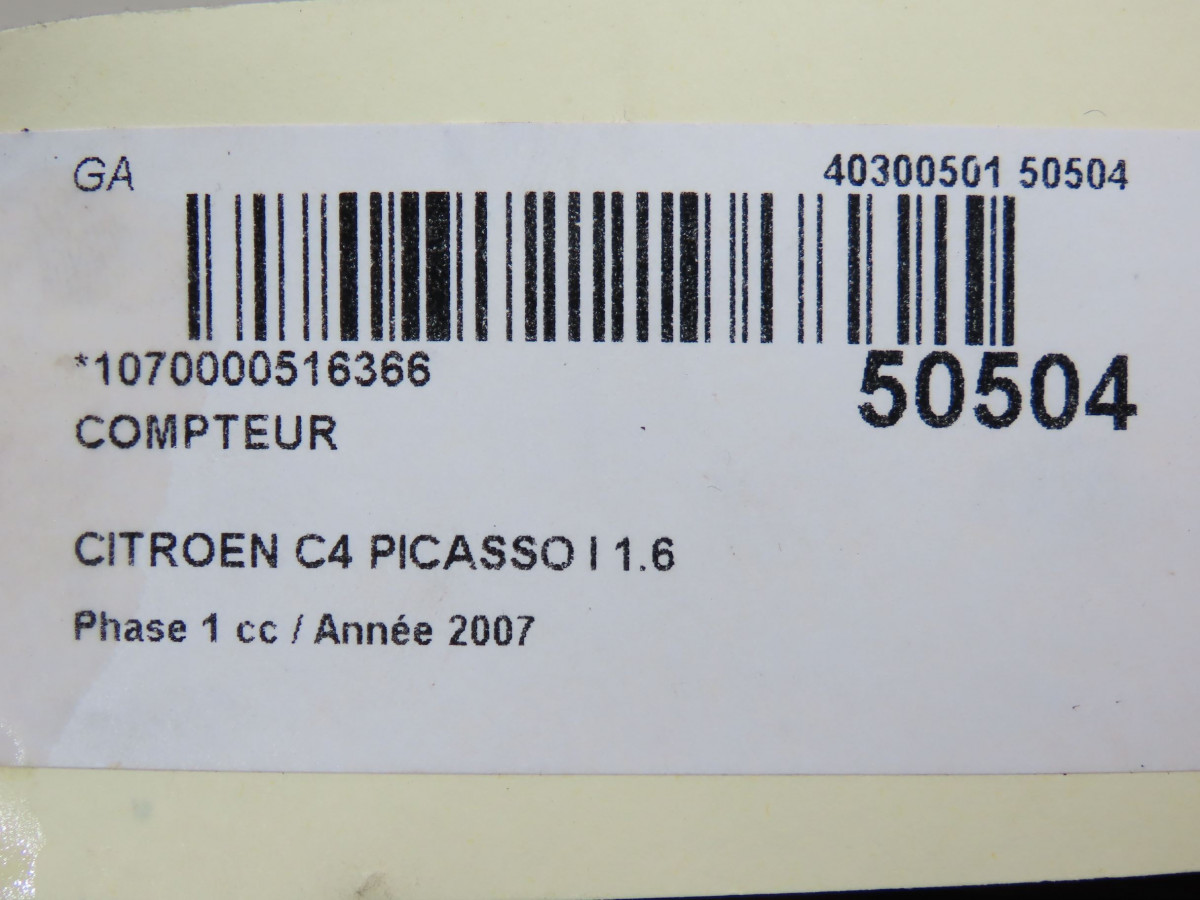 GA 40300501 50504
*1070000516366 50504
COMPTEUR
CITROEN C4 PICASSO I 1.6
Phase 1 cc / Année 2007